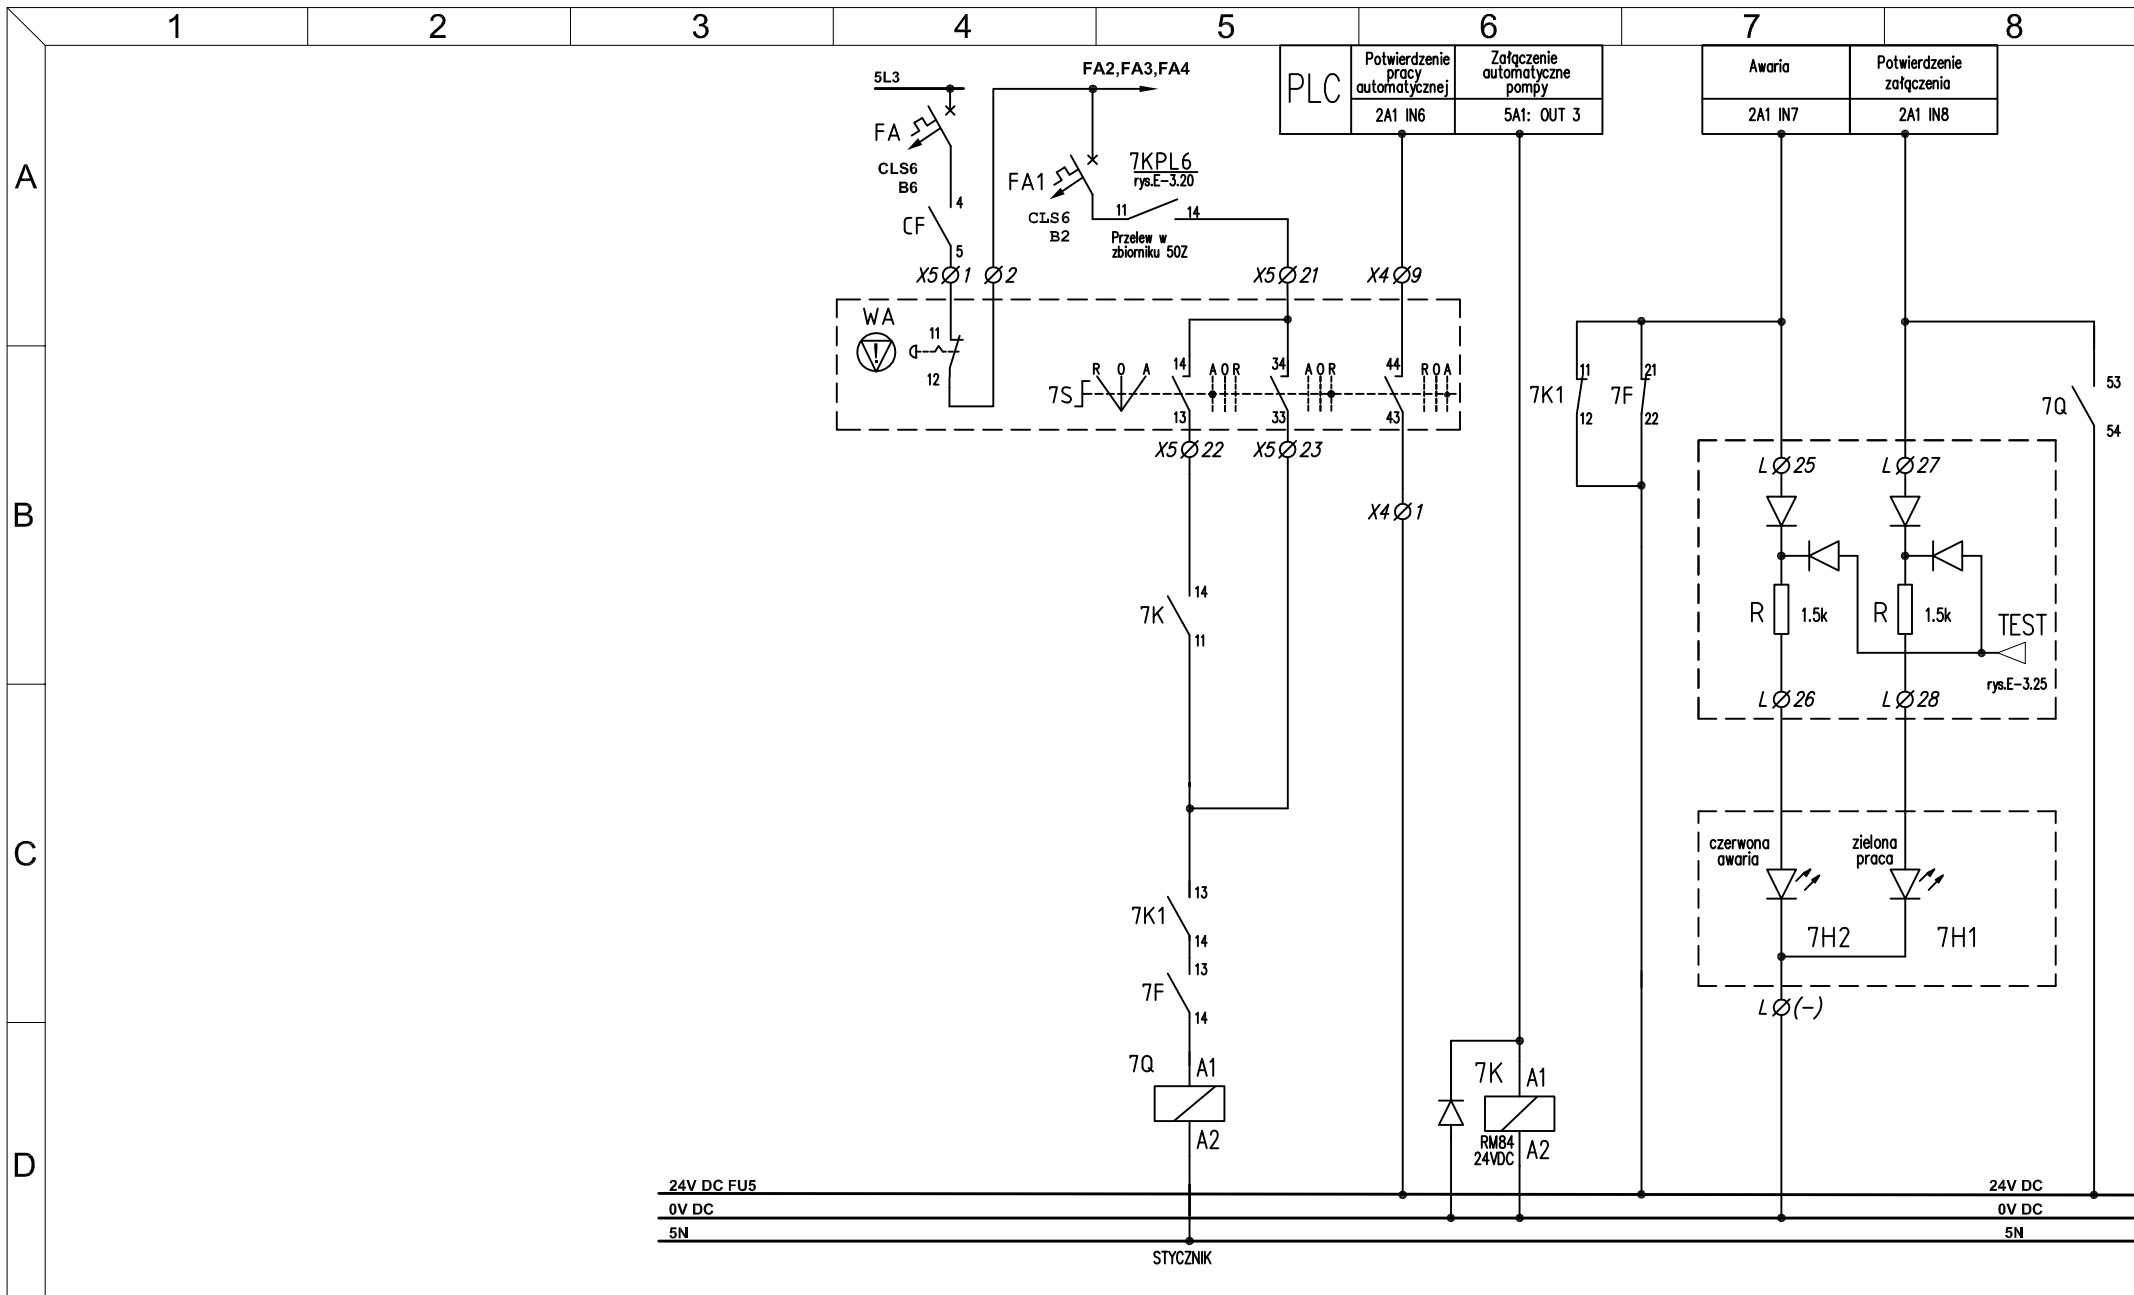 1 2 3 4 5 6 7 8
A
B
C
D
5L3
FA2,FA3,FA4
FA
CLS6
B6
4
CF
5
X5 1 2
FA1
CLS6
B2
7KPL6
rys.E-3.20
11 14
Przelew w
zbiorniku 50Z
X5 21
X4 9
PLC
Potwierdzenie
pracy
automatycznej
2A1 IN6
Załączenie
automatyczne
pompy
5A1: OUT 3
Awaria
2A1 IN7
Potwierdzenie
załączenia
2A1 IN8
WA
11
12
7S
R O A
14
13
A O R
34
33
A O R
44
43
R O A
X5 22
X5 23
X4 1
7K1
11
12
7F
21
22
7Q
53
54
L 25
L 27
R 1.5k
R 1.5k
TEST
rys.E-3.25
L 26
L 28
7K
14
11
czerwona
awaria
zielona
praca
7H2
7H1
L (-)
7K1
13
14
7F
13
14
7Q
A1
A2
7K
A1
RM84
24VDC
A2
24V DC FU5
24V DC
0V DC
0V DC
5N
5N
STYCZNIK